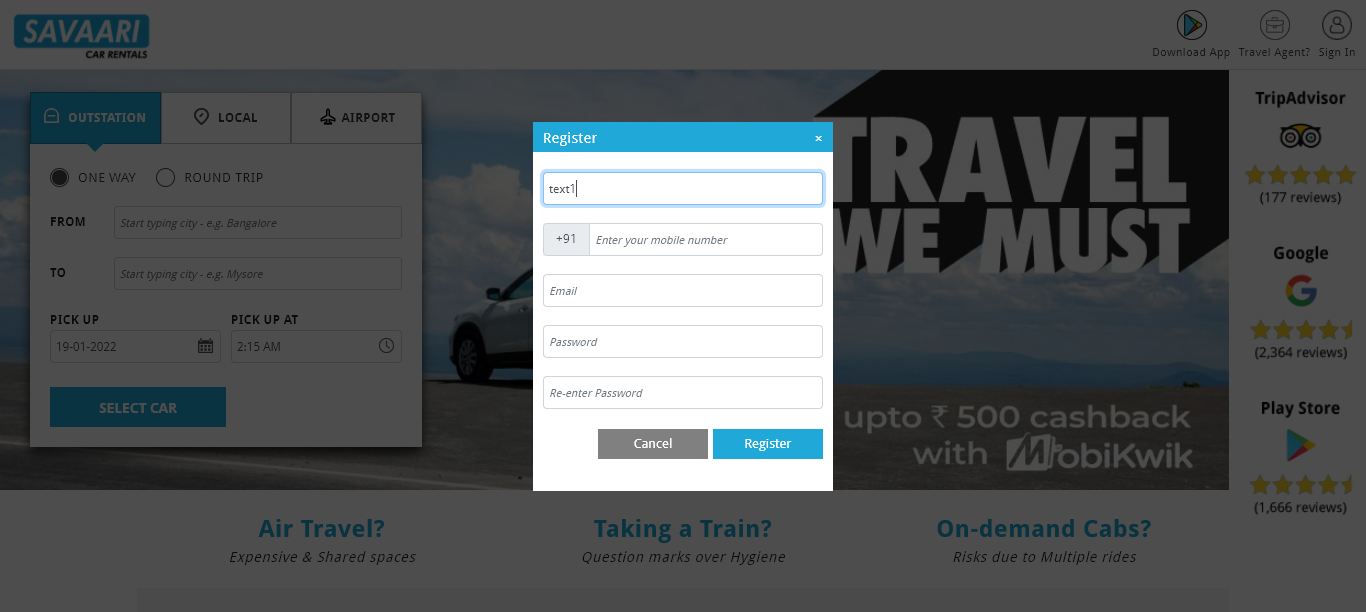 SAVAARI
CAR RENTALS
Download App
Travel Agent?
Sign In
OUTSTATION
LOCAL
AIRPORT
ONE WAY
ROUND TRIP
FROM
Start typing city - e.g. Bangalore
TO
Start typing city - e.g. Mysore
PICK UP
PICK UP AT
19-01-2022
2:15 AM
SELECT CAR
Register
×
text1
+91
Enter your mobile number
Email
Password
Re-enter Password
Cancel
Register
TRAVEL
WE MUST
upto ₹ 500 cashback
with MobiKwik
TripAdvisor
(177 reviews)
Google
(2,364 reviews)
Play Store
(1,666 reviews)
Air Travel?
Expensive & Shared spaces
Taking a Train?
Question marks over Hygiene
On-demand Cabs?
Risks due to Multiple rides